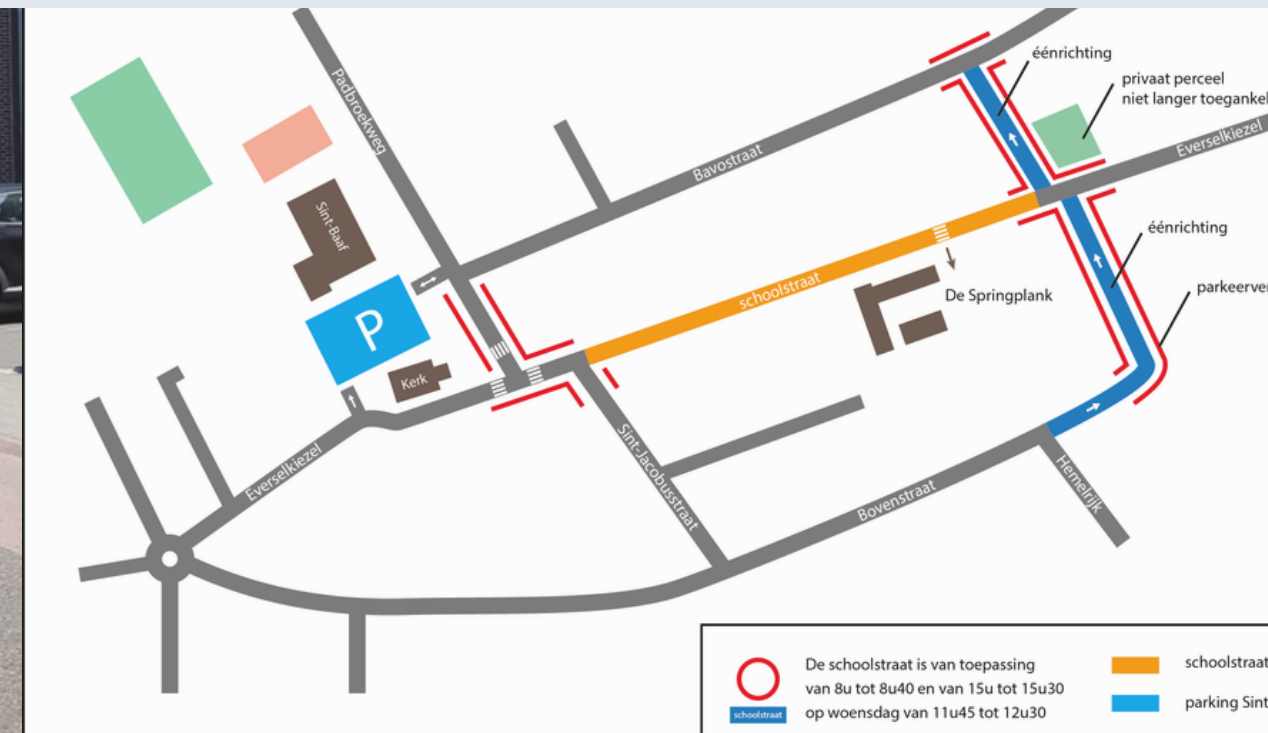 éénrichting
privaat perceel
niet langer toegankel
Padbroekweg
Bavostraat
Everselkiezel
Sint-Baaf
éénrichting
P
schoolstraat
De Springplank
parkeerver
Kerk
Everselkiezel
Sint-Jacobusstraat
Bovenstraat
Hemelrijk
De schoolstraat is van toepassing
van 8u tot 8u40 en van 15u tot 15u30
op woensdag van 11u45 tot 12u30
schoolstraat
schoolstraat
parking Sint